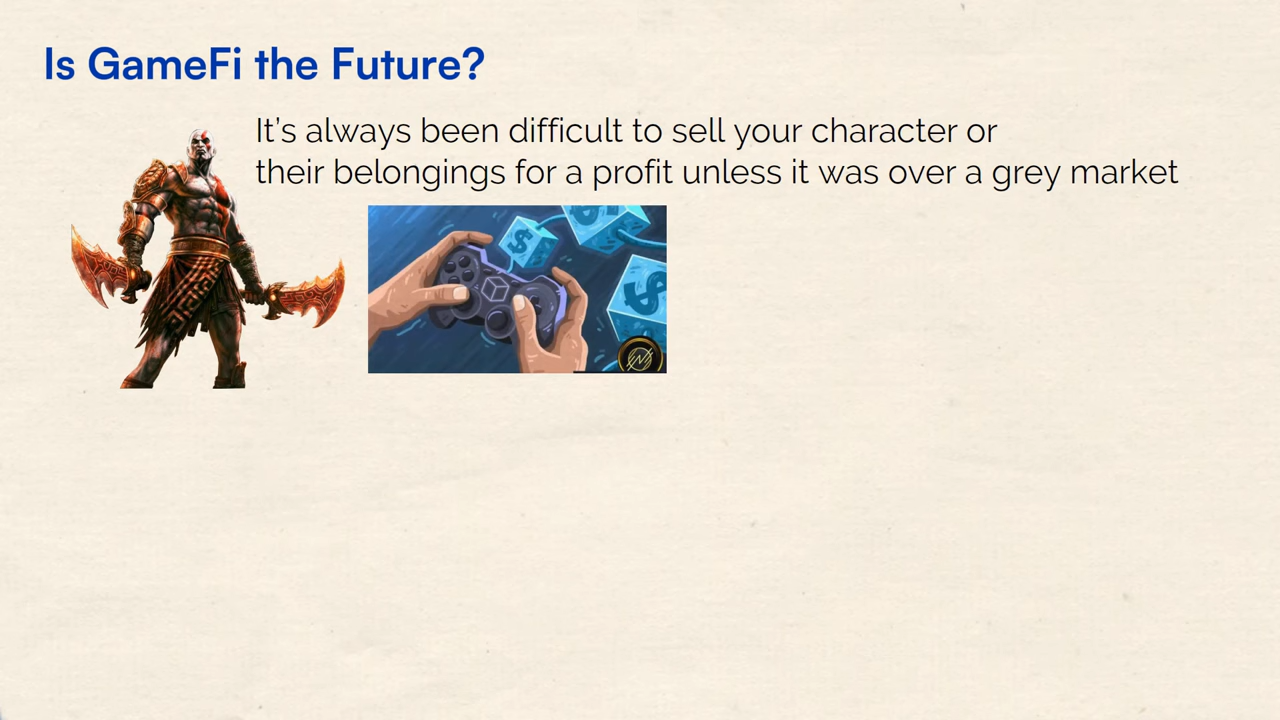 Is GameFi the Future?
It's always been difficult to sell your character or
their belongings for a profit unless it was over a grey market
$
$